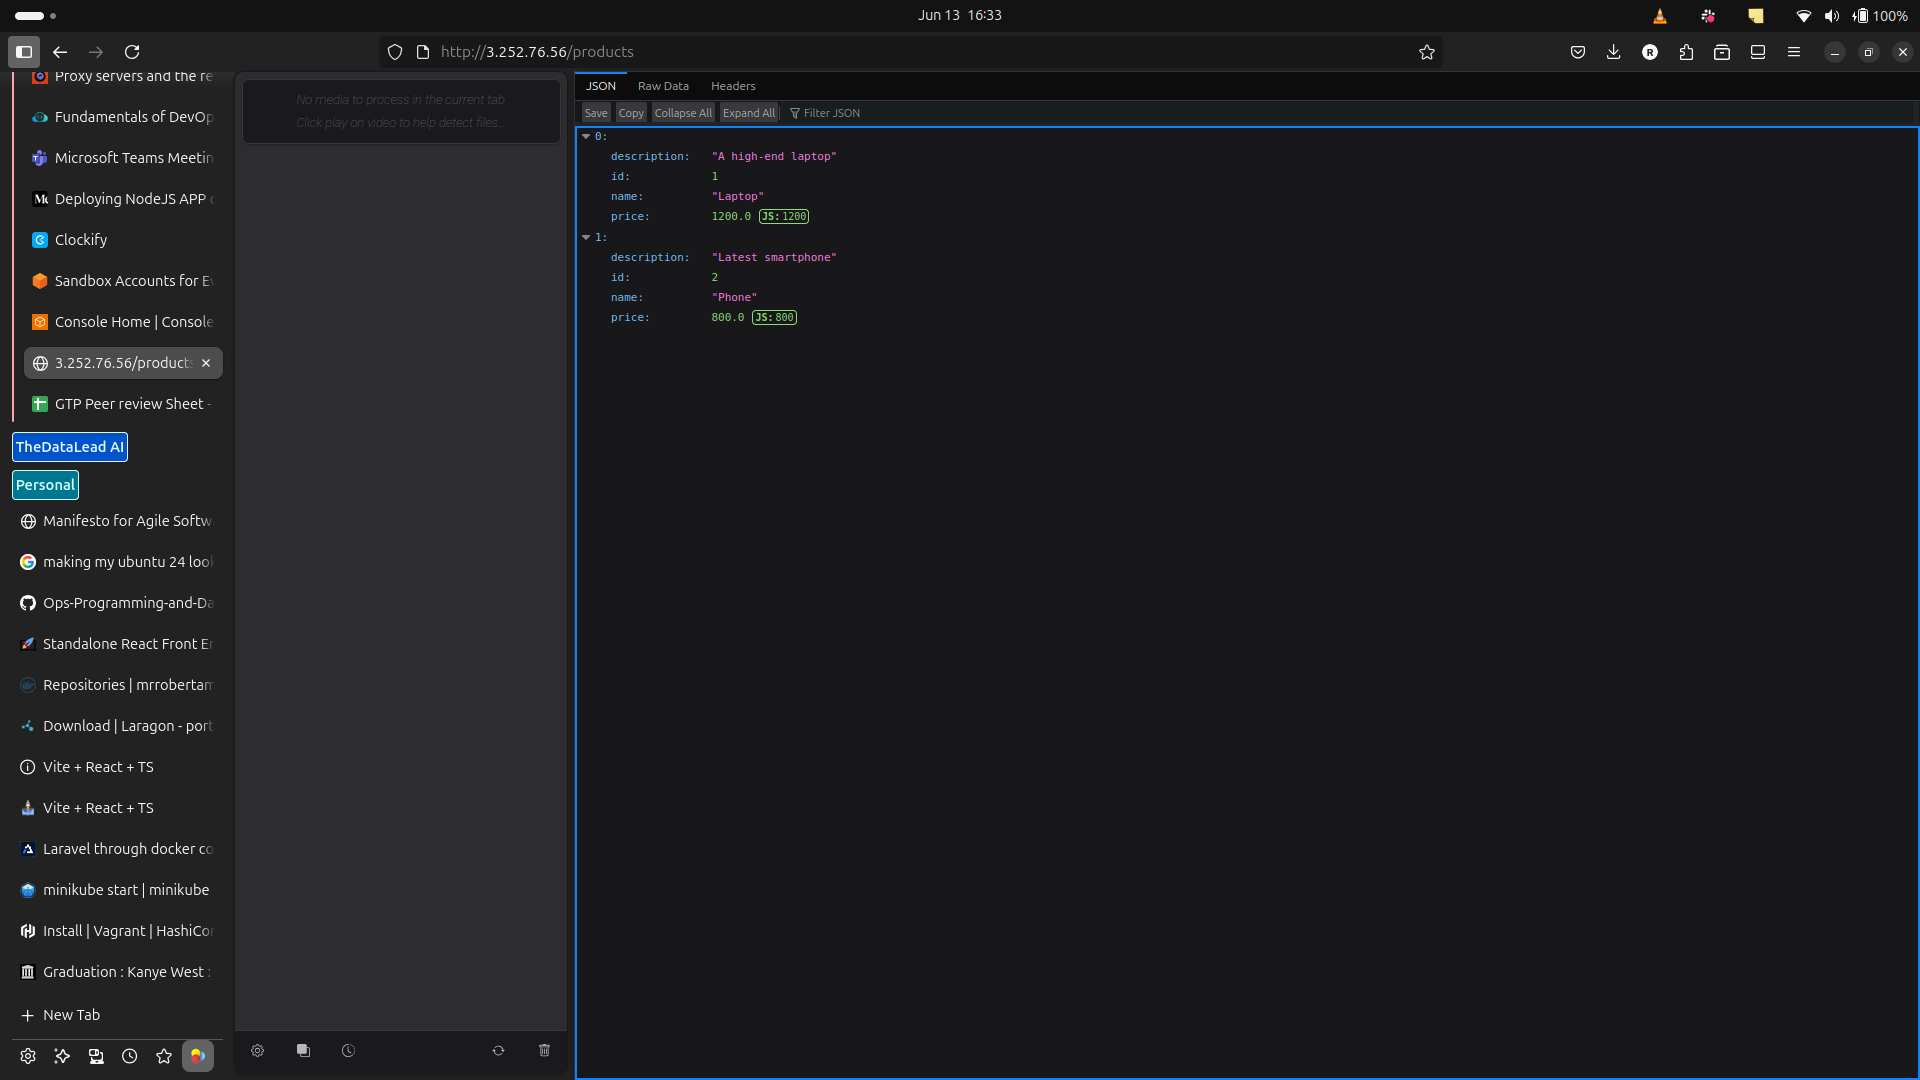 Jun 13 16:33
100%
http://3.252.76.56/products
Proxy servers and the re
Fundamentals of DevOp
Microsoft Teams Meetin
Deploying NodeJS APP
Clockify
Sandbox Accounts for Ev
Console Home | Console
3.252.76.56/products
GTP Peer review Sheet -
TheDataLead AI
Personal
Manifesto for Agile Softw
making my ubuntu 24 loo
Ops-Programming-and-Da
Standalone React Front En
Repositories | mrrobertam
Download | Laragon - port
Vite + React + TS
Vite + React + TS
Laravel through docker co
minikube start | minikube
Install | Vagrant | HashiCor
Graduation : Kanye West :
New Tab
No media to process in the current tab
Click play on video to help detect files...
JSON Raw Data Headers
Save Copy Collapse All Expand All Filter JSON
0:
description: "A high-end laptop"
id: 1
name: "Laptop"
price: 1200.0 JS:1200
1:
description: "Latest smartphone"
id: 2
name: "Phone"
price: 800.0 JS:800